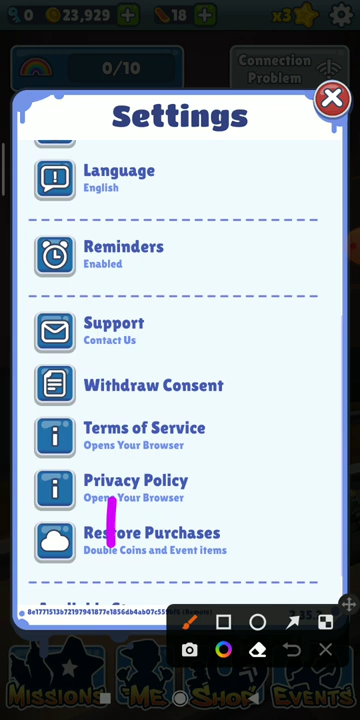 0
23,929
18
x3
0/10
Connection
Problem
Settings
Language
English
Reminders
Enabled
Support
Contact Us
Withdraw Consent
Terms of Service
Opens Your Browser
Privacy Policy
Opens Your Browser
Restore Purchases
Double Coins and Event items
Missions
Me
Shop
Events